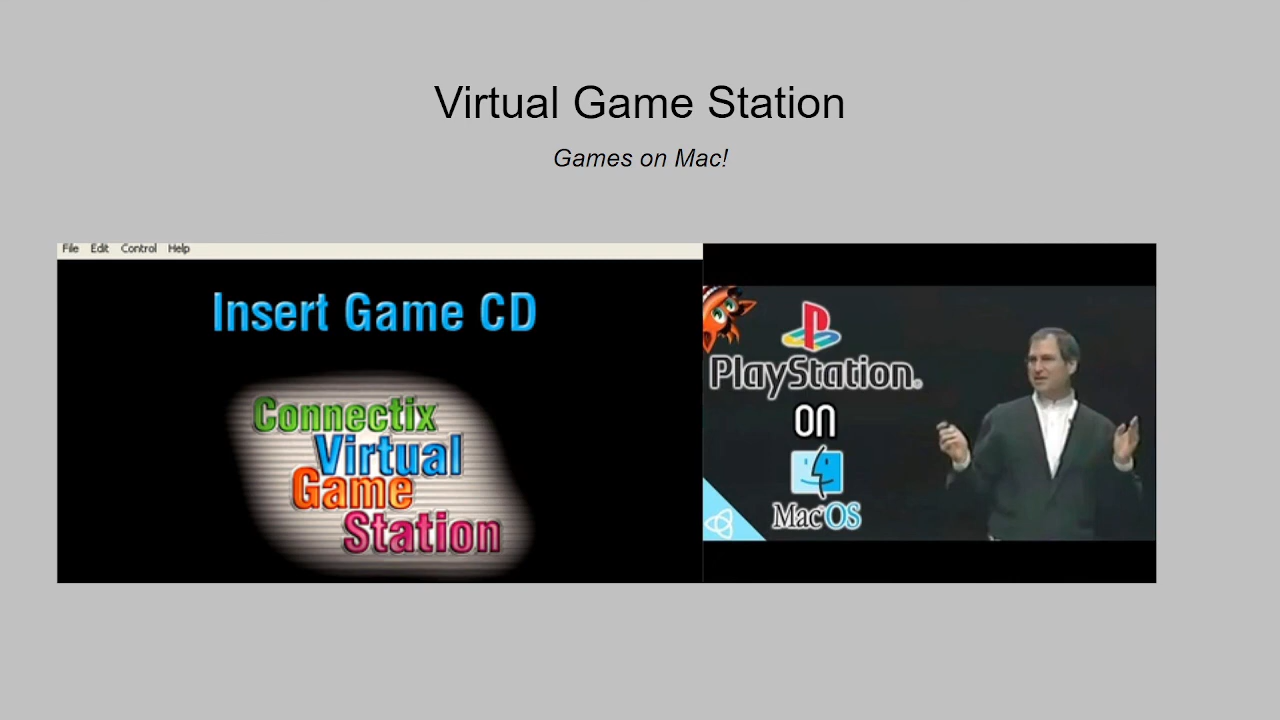 Virtual Game Station
Games on Mac!
File Edit Control Help
Insert Game CD
Connectix
Virtual
Game
Station
PlayStation®
ON
Mac OS